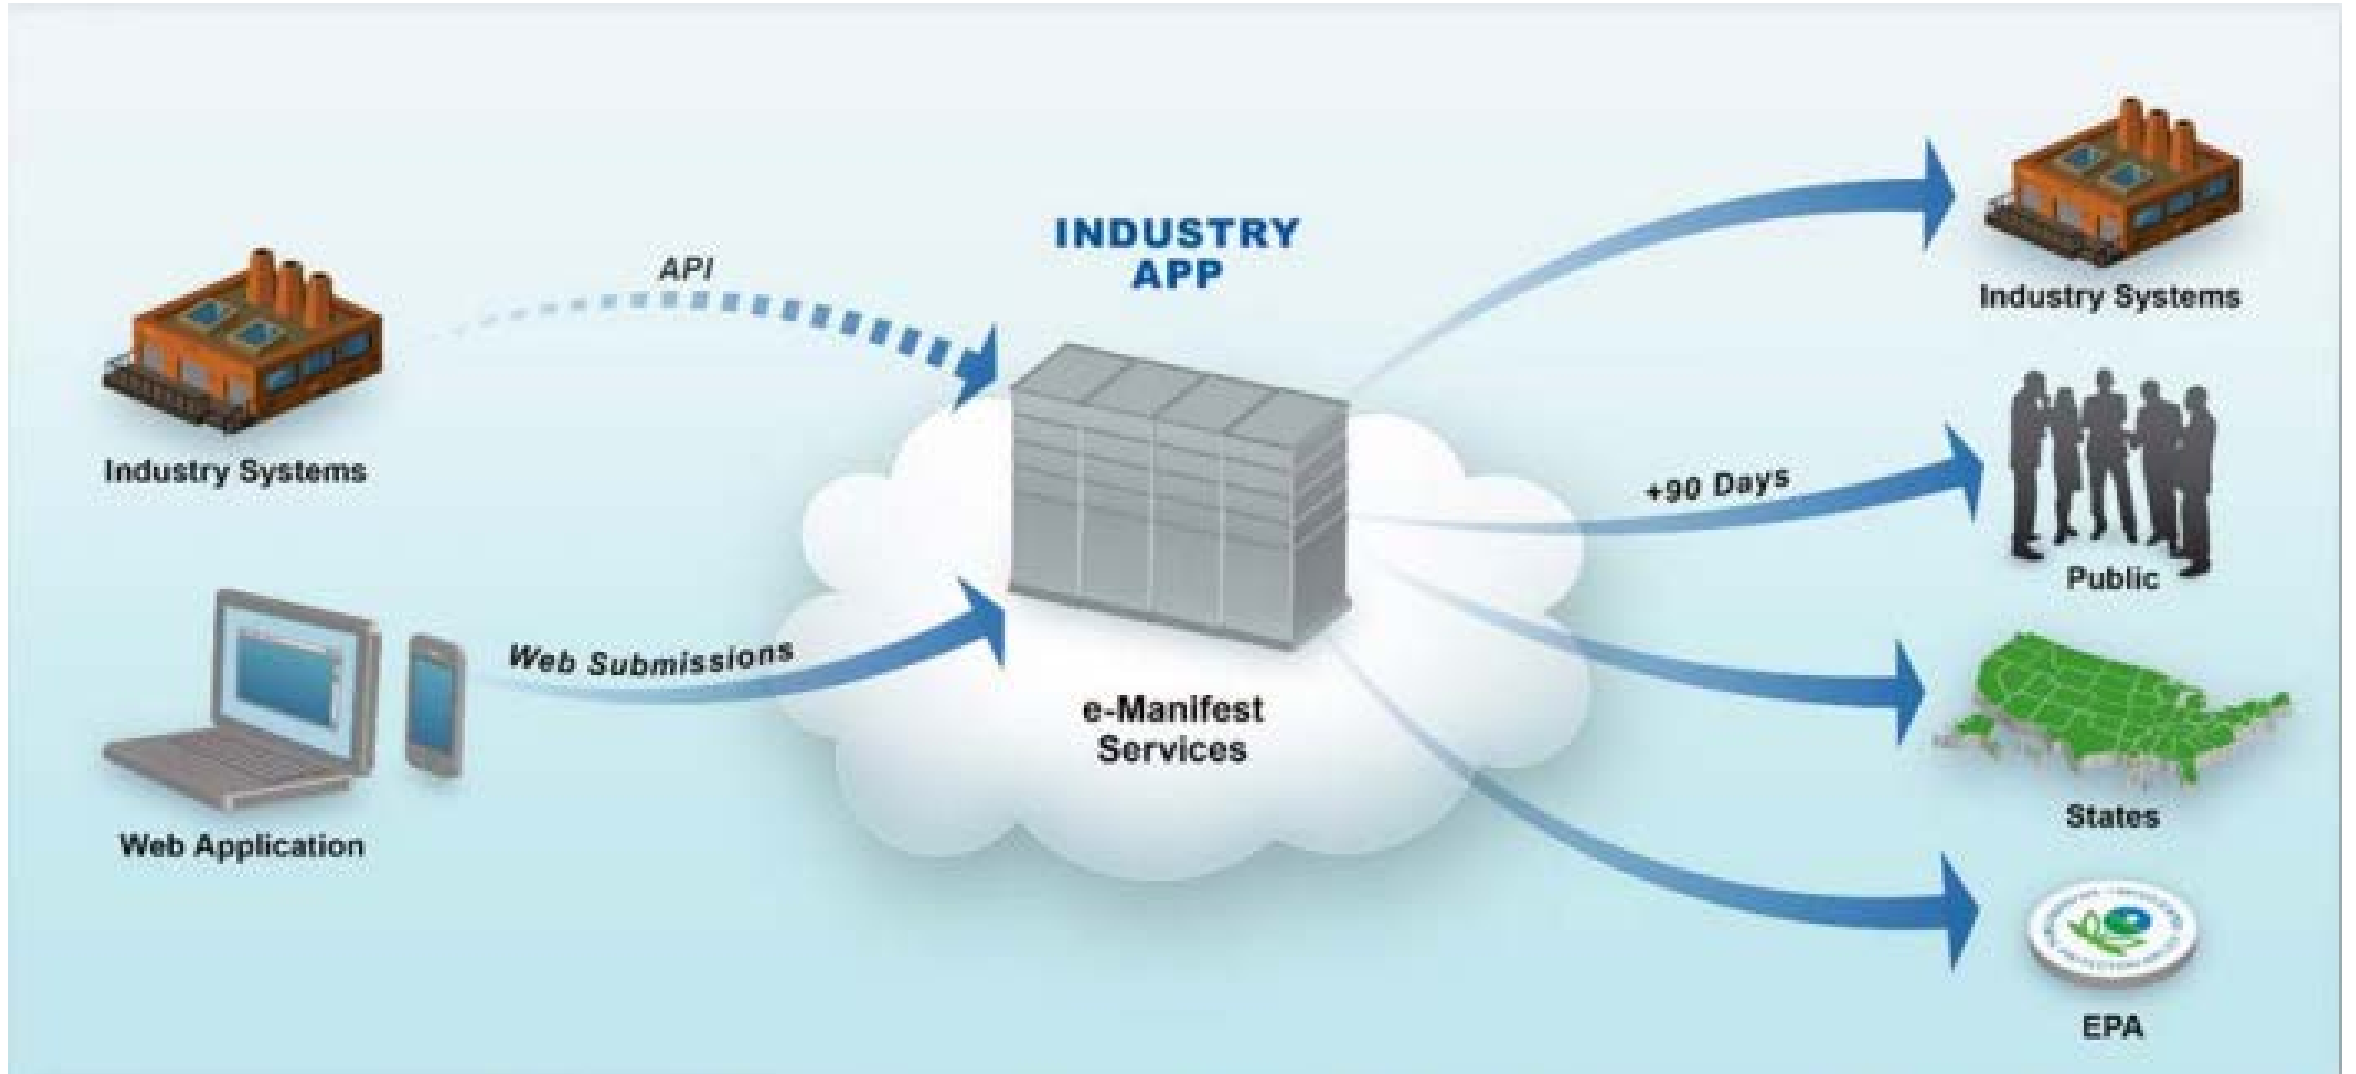 INDUSTRY
APP
API
Industry Systems
Web Submissions
Web Application
e-Manifest
Services
Industry Systems
+90 Days
Public
States
EPA